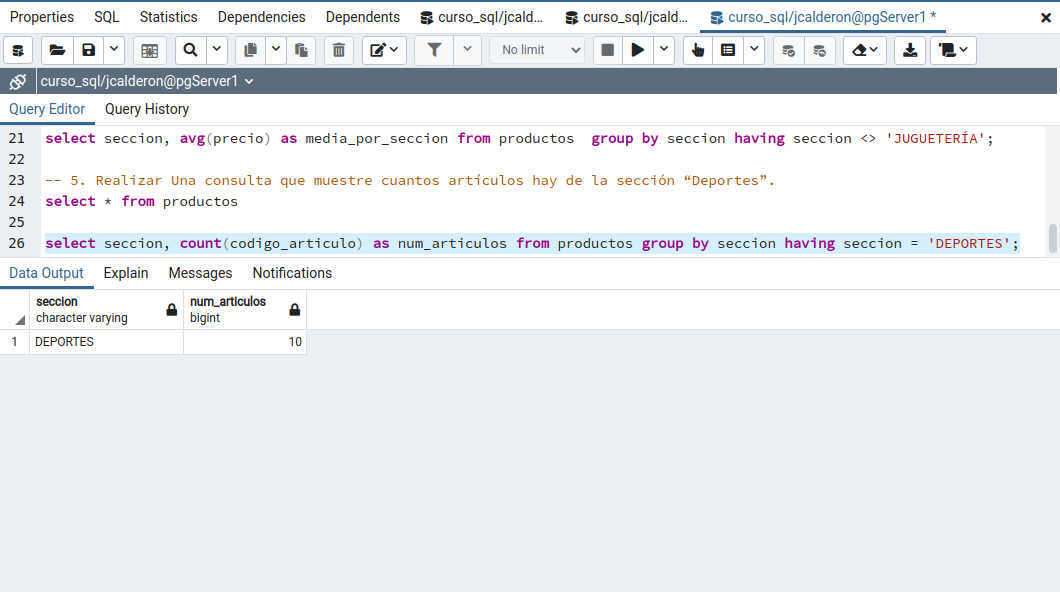 Properties SQL Statistics Dependencies Dependents curso_sql/jcald... curso_sql/jcald... curso_sql/jcalderon@pgServer1 *
No limit
curso_sql/jcalderon@pgServer1
Query Editor Query History
21 select seccion, avg(precio) as media_por_seccion from productos  group by seccion having seccion <> 'JUGUETERÍA';
22
23 -- 5. Realizar Una consulta que muestre cuantos artículos hay de la sección “Deportes”.
24 select * from productos
25
26 select seccion, count(codigo_articulo) as num_articulos from productos group by seccion having seccion = 'DEPORTES';
Data Output Explain Messages Notifications
seccion num_articulos
character varying bigint
1 DEPORTES 10